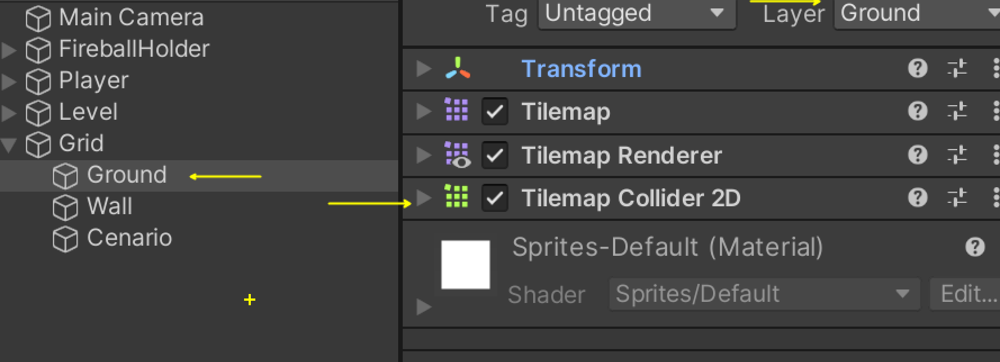 Main Camera
FireballHolder
Player
Level
Grid
Ground
Wall
Cenario
Tag Untagged Layer Ground
Transform
Tilemap
Tilemap Renderer
Tilemap Collider 2D
Sprites-Default (Material)
Shader Sprites/Default Edit...